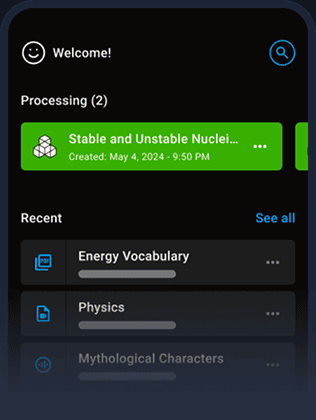 Welcome!
Processing (2)
Stable and Unstable Nuclei...
Created: May 4, 2024 - 9:50 PM
Recent
See all
PDF
Energy Vocabulary
Physics
Mythological Characters